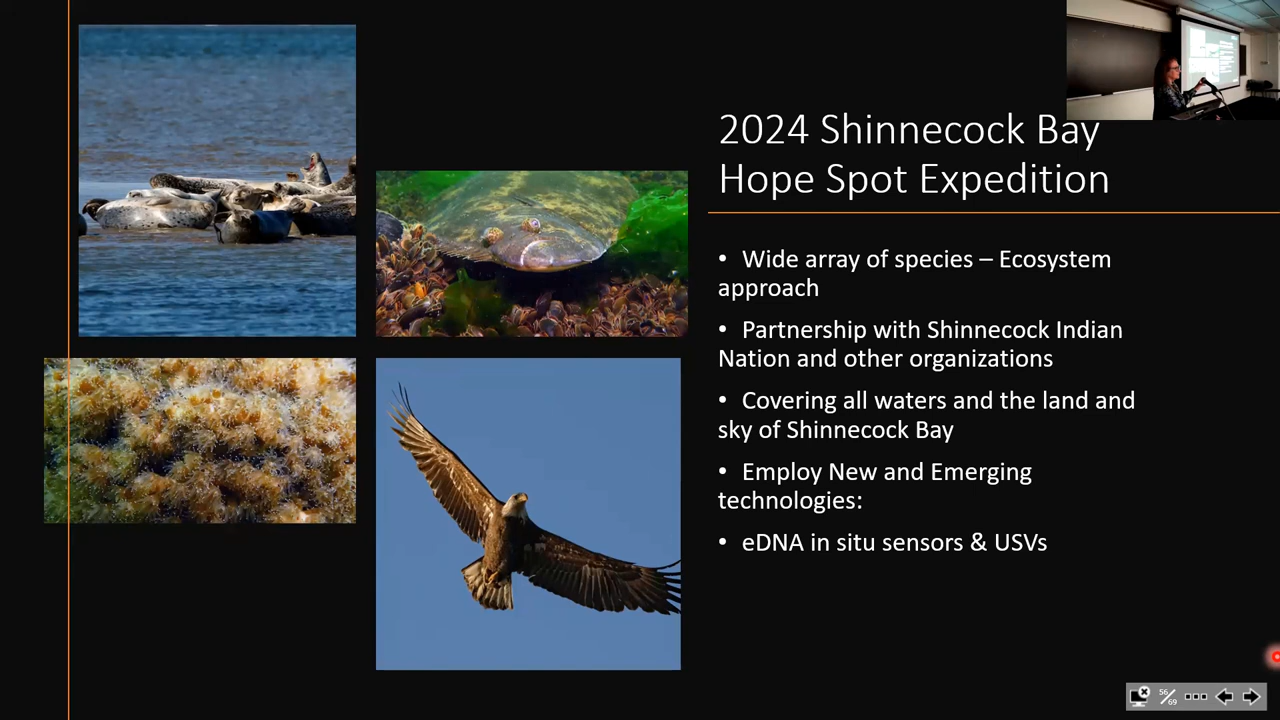 2024 Shinnecock Bay
Hope Spot Expedition
• Wide array of species – Ecosystem
approach
• Partnership with Shinnecock Indian
Nation and other organizations
• Covering all waters and the land and
sky of Shinnecock Bay
• Employ New and Emerging
technologies:
• eDNA in situ sensors & USVs
56/69